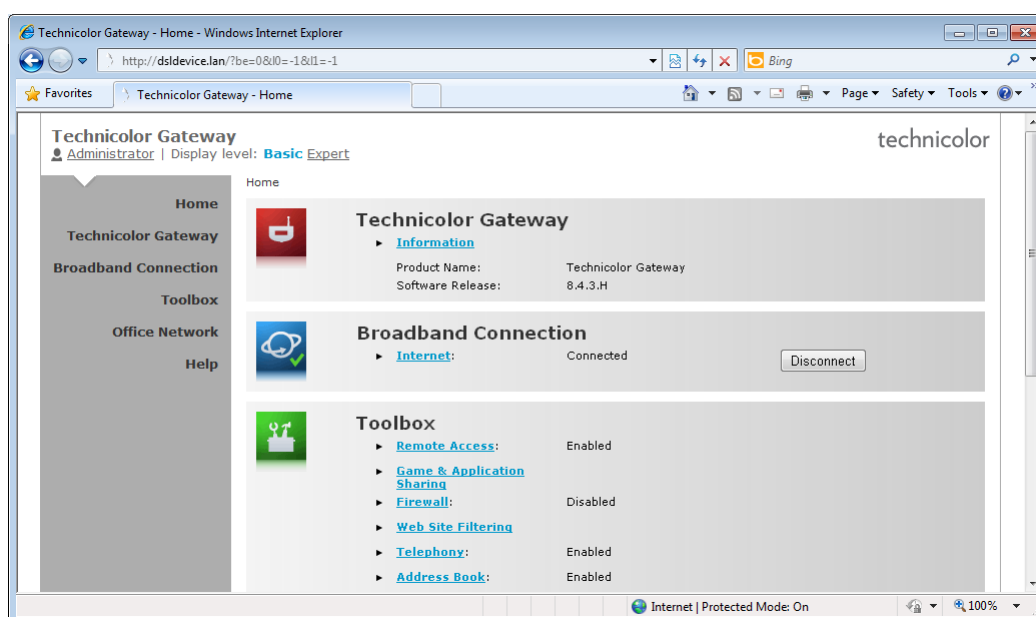 Technicolor Gateway - Home - Windows Internet Explorer
http://dsldevice.lan/?be=0&l0=-1&l1=-1
Bing
Favorites
Technicolor Gateway - Home
Page Safety Tools
Technicolor Gateway
technicolor
Administrator | Display level: Basic Expert
Home
Home
Technicolor Gateway
Broadband Connection
Toolbox
Office Network
Help
Technicolor Gateway
Information
Product Name: Technicolor Gateway
Software Release: 8.4.3.H
Broadband Connection
Internet: Connected
Disconnect
Toolbox
Remote Access: Enabled
Game & Application
Sharing
Firewall: Disabled
Web Site Filtering
Telephony: Enabled
Address Book: Enabled
Internet | Protected Mode: On
100%